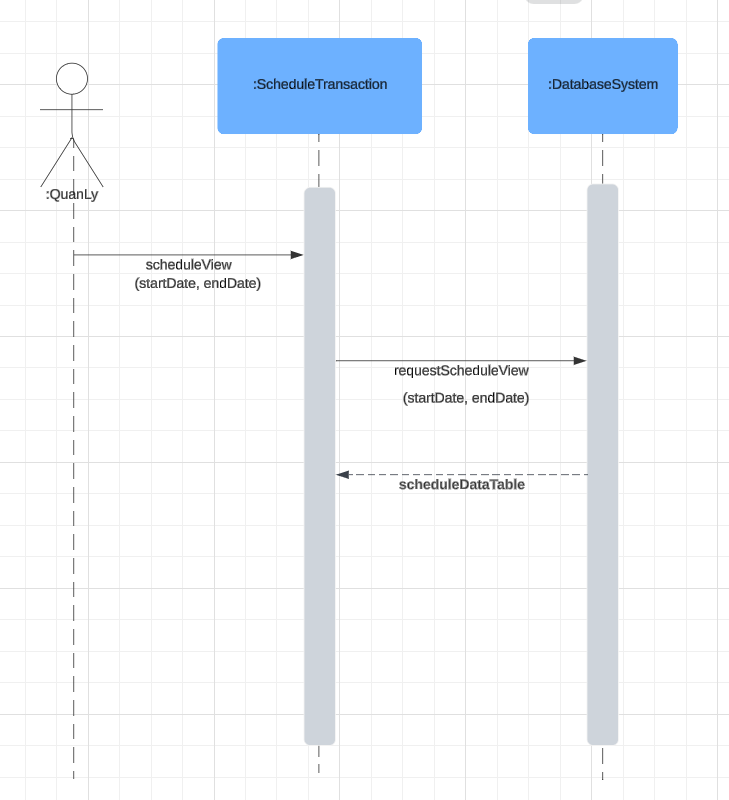 :ScheduleTransaction
:DatabaseSystem
:QuanLy
scheduleView
(startDate, endDate)
requestScheduleView
(startDate, endDate)
scheduleDataTable